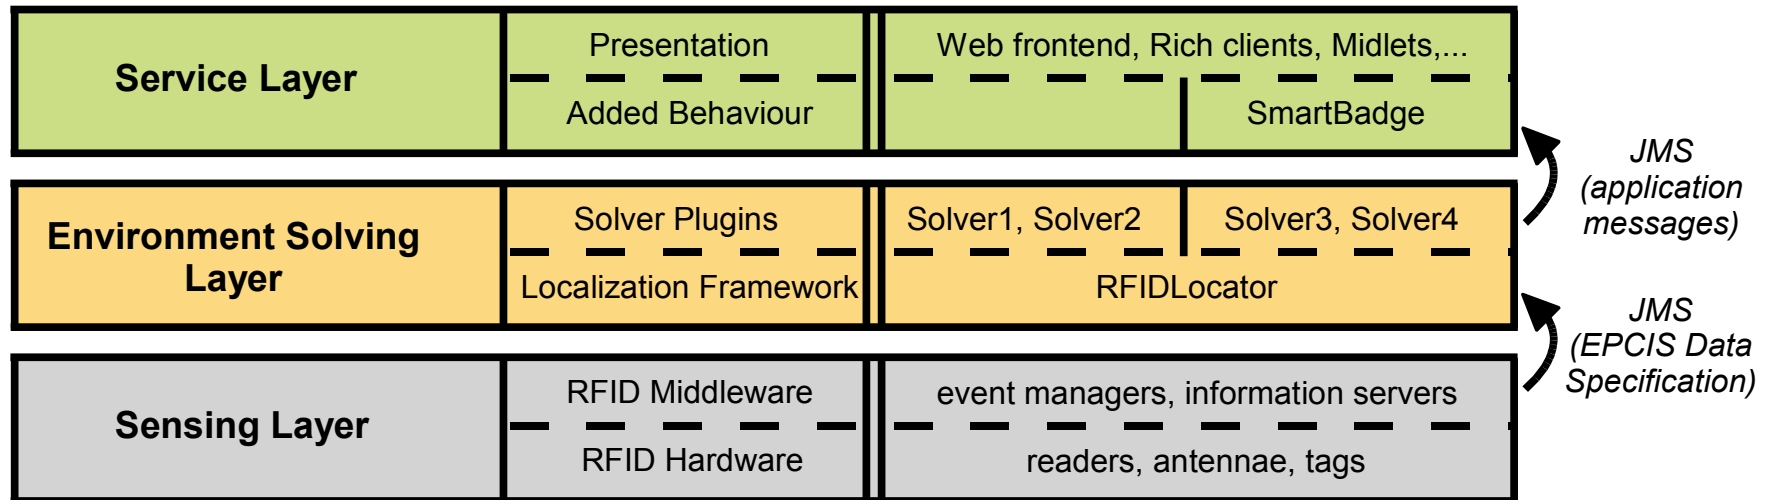 Service Layer
Presentation
Added Behaviour
Web frontend, Rich clients, Midlets,...
SmartBadge
JMS
(application
messages)
Environment Solving
Layer
Solver Plugins
Localization Framework
Solver1, Solver2
Solver3, Solver4
RFIDLocator
JMS
(EPCIS Data
Specification)
Sensing Layer
RFID Middleware
RFID Hardware
event managers, information servers
readers, antennae, tags